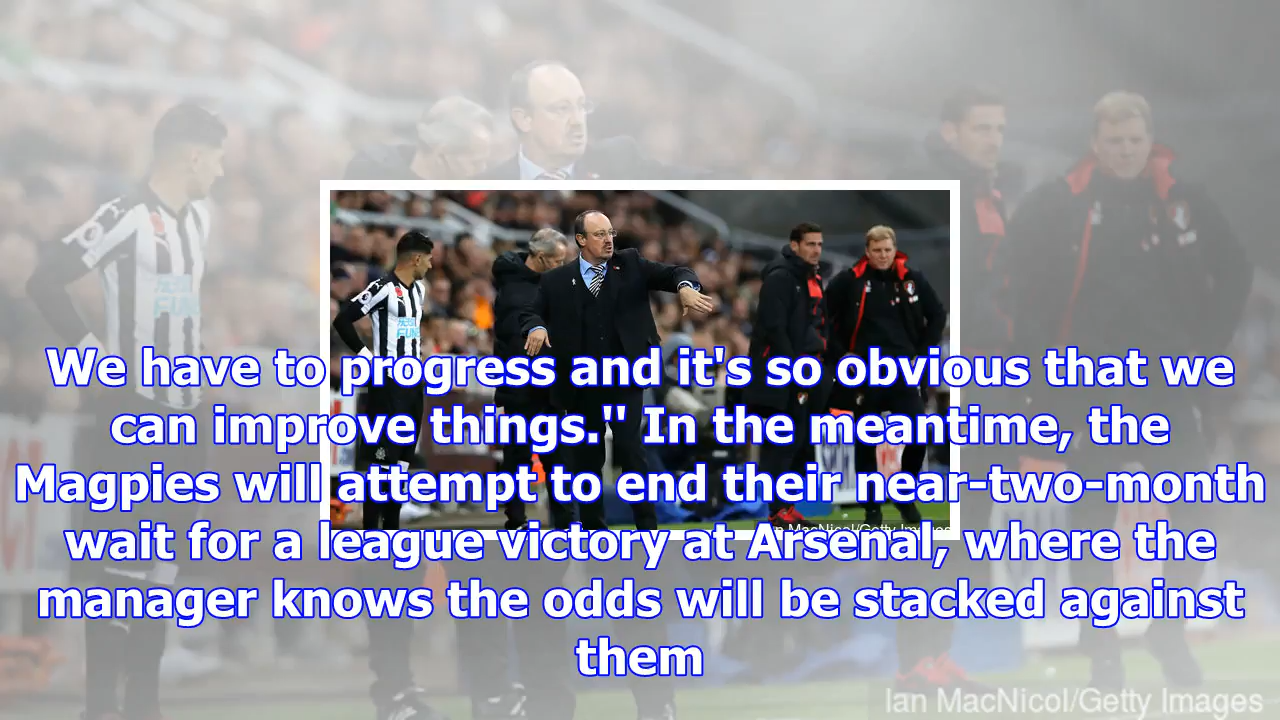 We have to progress and it's so obvious that we
can improve things." In the meantime, the
Magpies will attempt to end their near-two-month
wait for a league victory at Arsenal, where the
manager knows the odds will be stacked against
them
Ian MacNicol/Getty Images